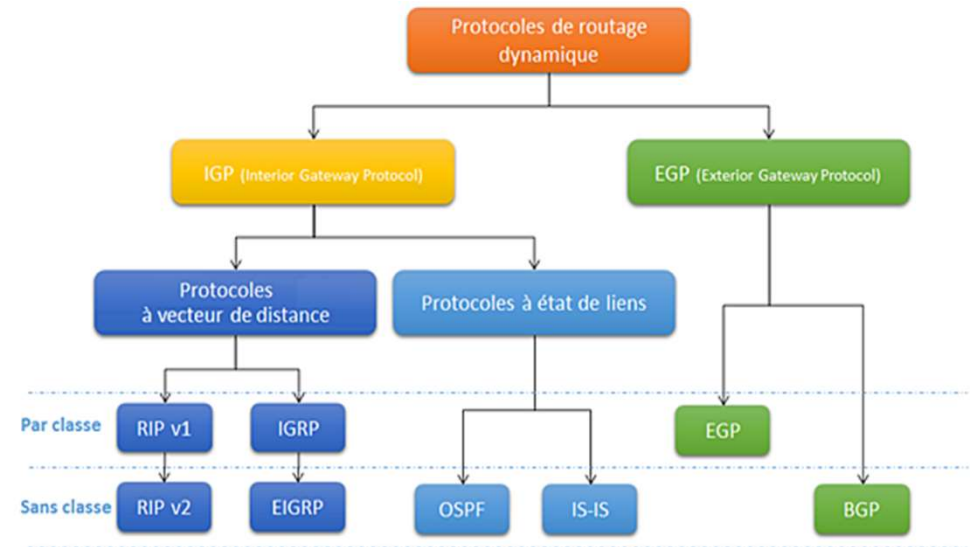 Protocoles de routage
dynamique
IGP (Interior Gateway Protocol)
EGP (Exterior Gateway Protocol)
Protocoles
à vecteur de distance
Protocoles à état de liens
Par classe
RIP v1
IGRP
EGP
Sans classe
RIP v2
EIGRP
OSPF
IS-IS
BGP